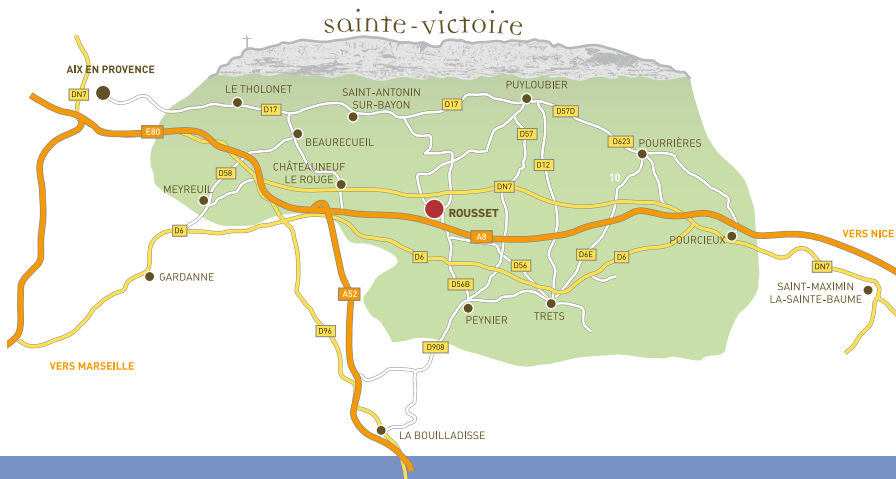 sainte-victoire
AIX EN PROVENCE
DN7
LE THOLONET
D17
SAINT-ANTONIN
SUR-BAYON
D17
PUYLOUBIER
D57D
E80
BEAURECUEIL
D57
D623
POURRIÈRES
D58
CHÂTEAUNEUF
LE ROUGE
D12
10
MEYREUIL
DN7
ROUSSET
D6
A8
POURCIEUX
VERS NICE
D6
D56
D6E
D6
DN7
GARDANNE
A52
D56B
SAINT-MAXIMIN
LA-SAINTE-BAUME
PEYNIER
TRETS
D96
D908
VERS MARSEILLE
LA BOUILLADISSE